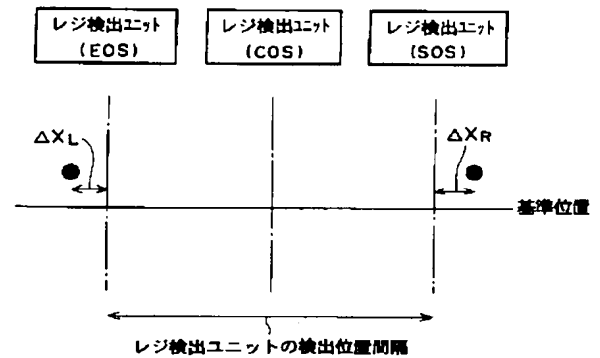 レジ検出ユニット
(EOS)
レジ検出ユニット
(COS)
レジ検出ユニット
(SOS)
ΔXL
ΔXR
基準位置
レジ検出ユニットの検出位置間隔